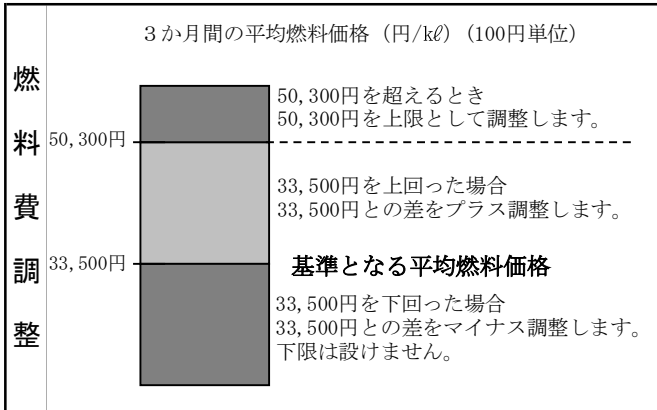 3か月間の平均燃料価格（円/kℓ）(100円単位）
燃料費調整
50,300円を超えるとき
50,300円を上限として調整します。
50,300円
33,500円を上回った場合
33,500円との差をプラス調整します。
33,500円
基準となる平均燃料価格
33,500円を下回った場合
33,500円との差をマイナス調整します。
下限は設けません。